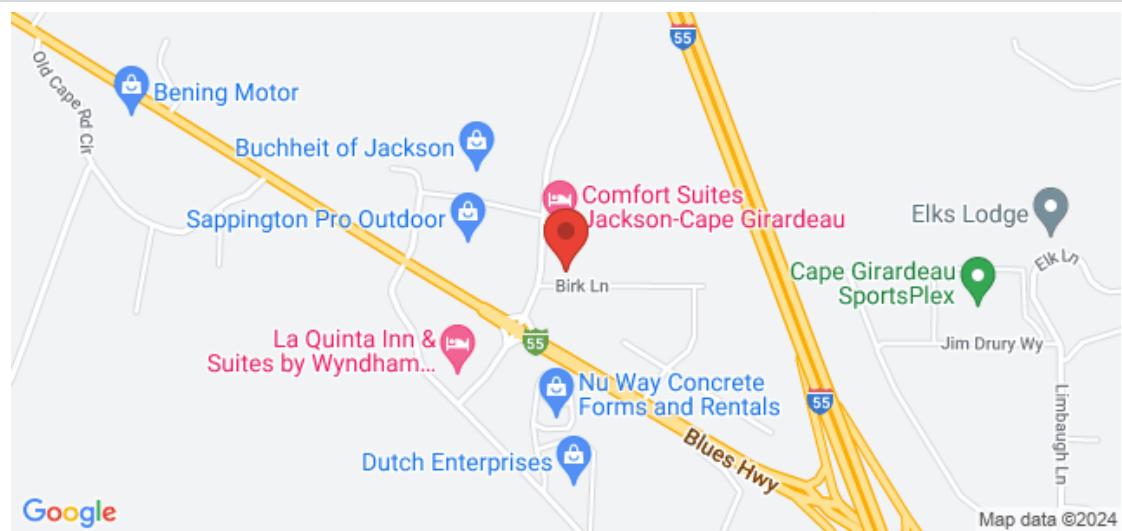 55
Old Cape Rd Cir
Bening Motor
Buchheit of Jackson
Comfort Suites
Jackson-Cape Girardeau
Sappington Pro Outdoor
Elks Lodge
Elk Ln
Cape Girardeau
SportsPlex
Birk Ln
La Quinta Inn &
Suites by Wyndham...
55
Jim Drury Wy
Nu Way Concrete
Forms and Rentals
55
Limbaugh Ln
Blues Hwy
Dutch Enterprises
Google
Map data ©2024